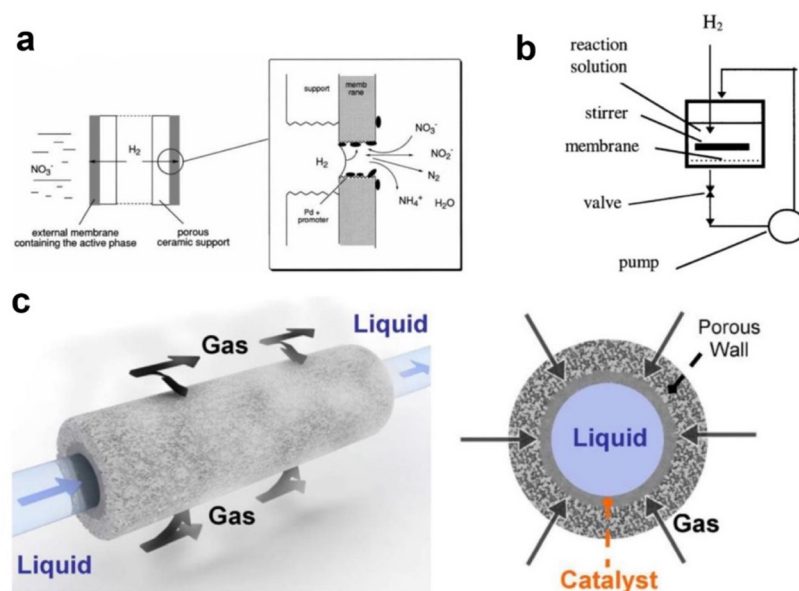 a
NO₃⁻
H₂
external membrane
containing the active phase
porous
ceramic support
support
memb
rane
H₂
NO₃⁻
NO₂⁻
N₂
NH₄⁺
H₂O
Pd +
promoter
b
H₂
reaction
solution
stirrer
membrane
valve
pump
c
Liquid
Gas
Gas
Liquid
Porous
Wall
Liquid
Gas
Catalyst